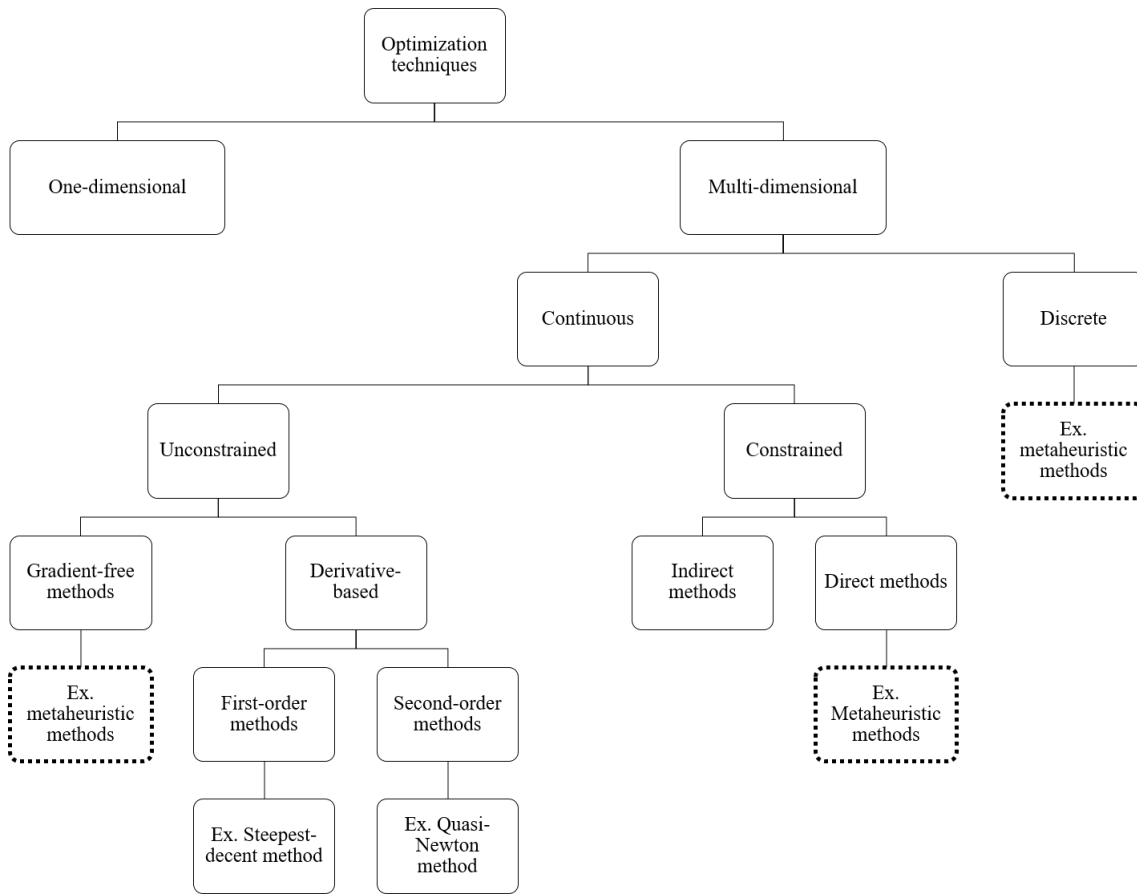 Optimization
techniques
One-dimensional
Multi-dimensional
Continuous
Discrete
Unconstrained
Constrained
Ex.
metaheuristic
methods
Gradient-free
methods
Derivative-
based
Indirect
methods
Direct methods
Ex.
metaheuristic
methods
First-order
methods
Second-order
methods
Ex.
Metaheuristic
methods
Ex. Steepest-
decent method
Ex. Quasi-
Newton
method